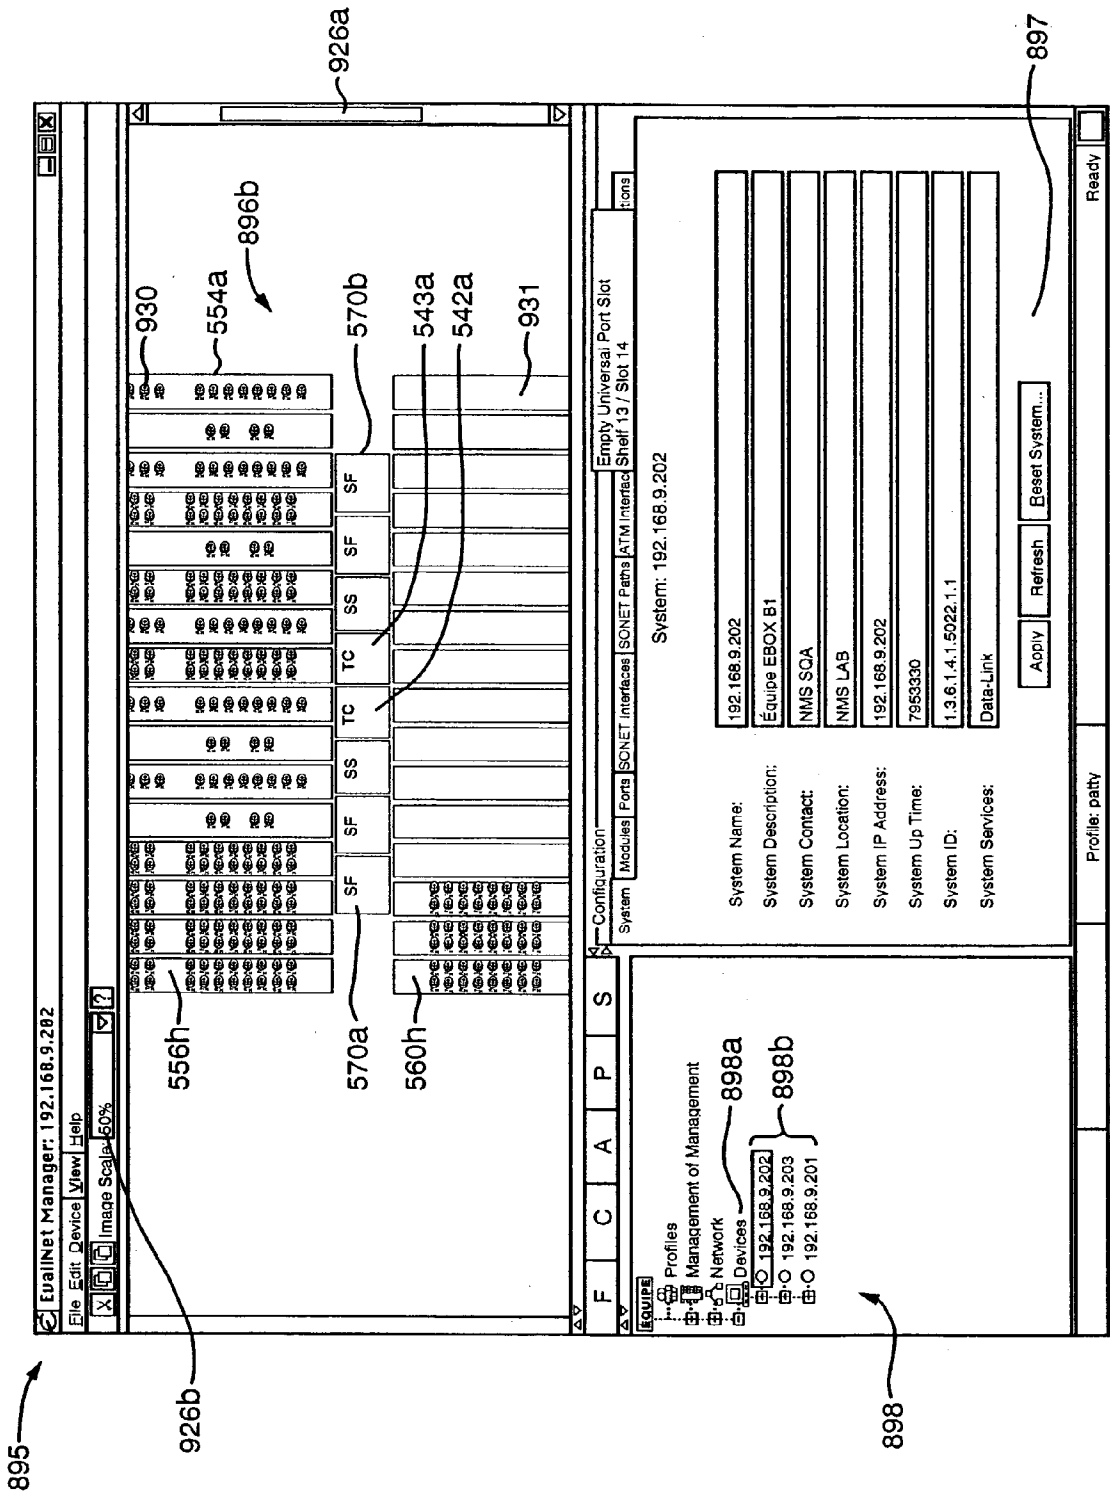 895
EvallNet Manager: 192.168.9.202
File Edit Device View Help
Image Scale: 50%
?
926b
926a
930
554a
896b
556h
SF SF SS TC TC SS SF SF
570a
570b
543a
542a
560h
931
F C A P S
EQUIPE
Profiles
Management of Management
Network
Devices
192.168.9.202
192.168.9.203
192.168.9.201
898a
898b
898
Configuration
System Modules Ports SONET Interfaces SONET Paths ATM Interfac tions
Empty Universal Port Slot
Shelf 13 / Slot 14
System: 192.168.9.202
System Name: 192.168.9.202
System Description: Équipe EBOX B1
System Contact: NMS SQA
System Location: NMS LAB
System IP Address: 192.168.9.202
System Up Time: 7953330
System ID: 1.3.6.1.4.1.5022.1.1
System Services: Data-Link
Apply Refresh Reset System...
897
Profile: patty
Ready